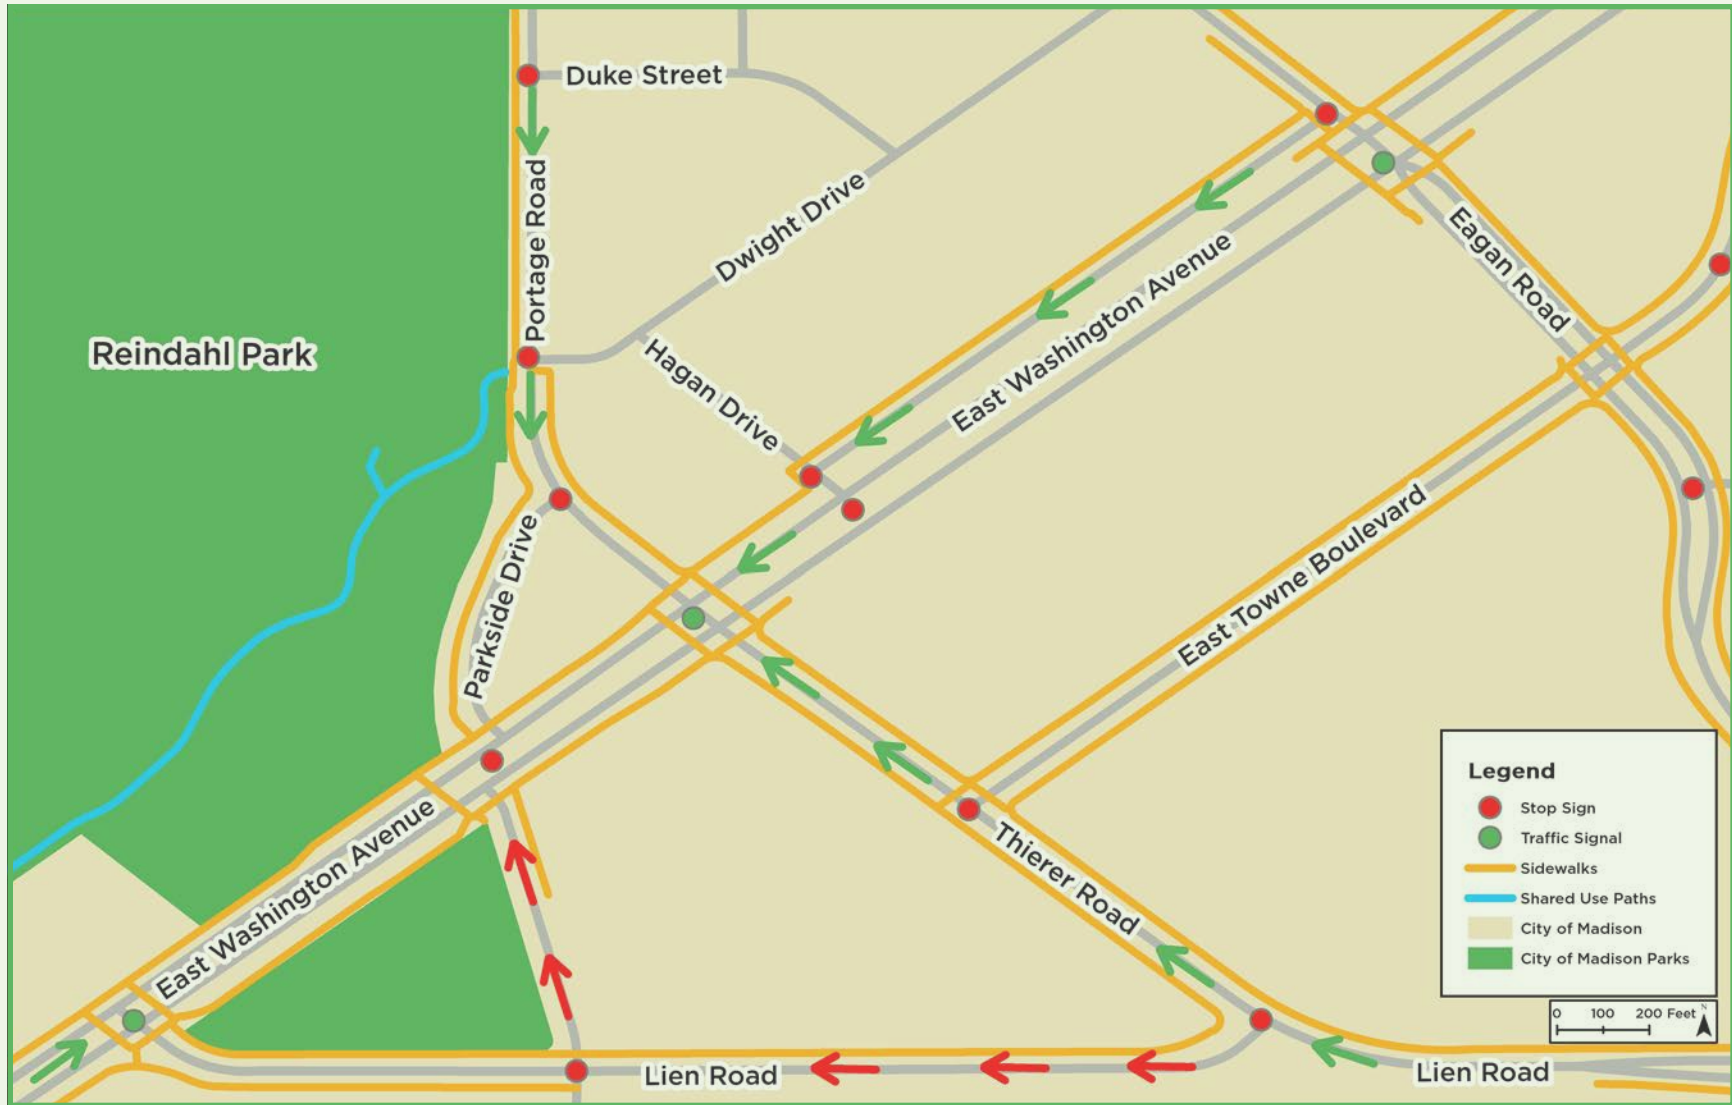 Duke Street
Portage Road
Dwight Drive
Reindahl Park
Hagan Drive
East Washington Avenue
Eagan Road
Parkside Drive
East Towne Boulevard
East Washington Avenue
Thierer Road
Lien Road
Lien Road
Legend
Stop Sign
Traffic Signal
Sidewalks
Shared Use Paths
City of Madison
City of Madison Parks
0 100 200 Feet
N